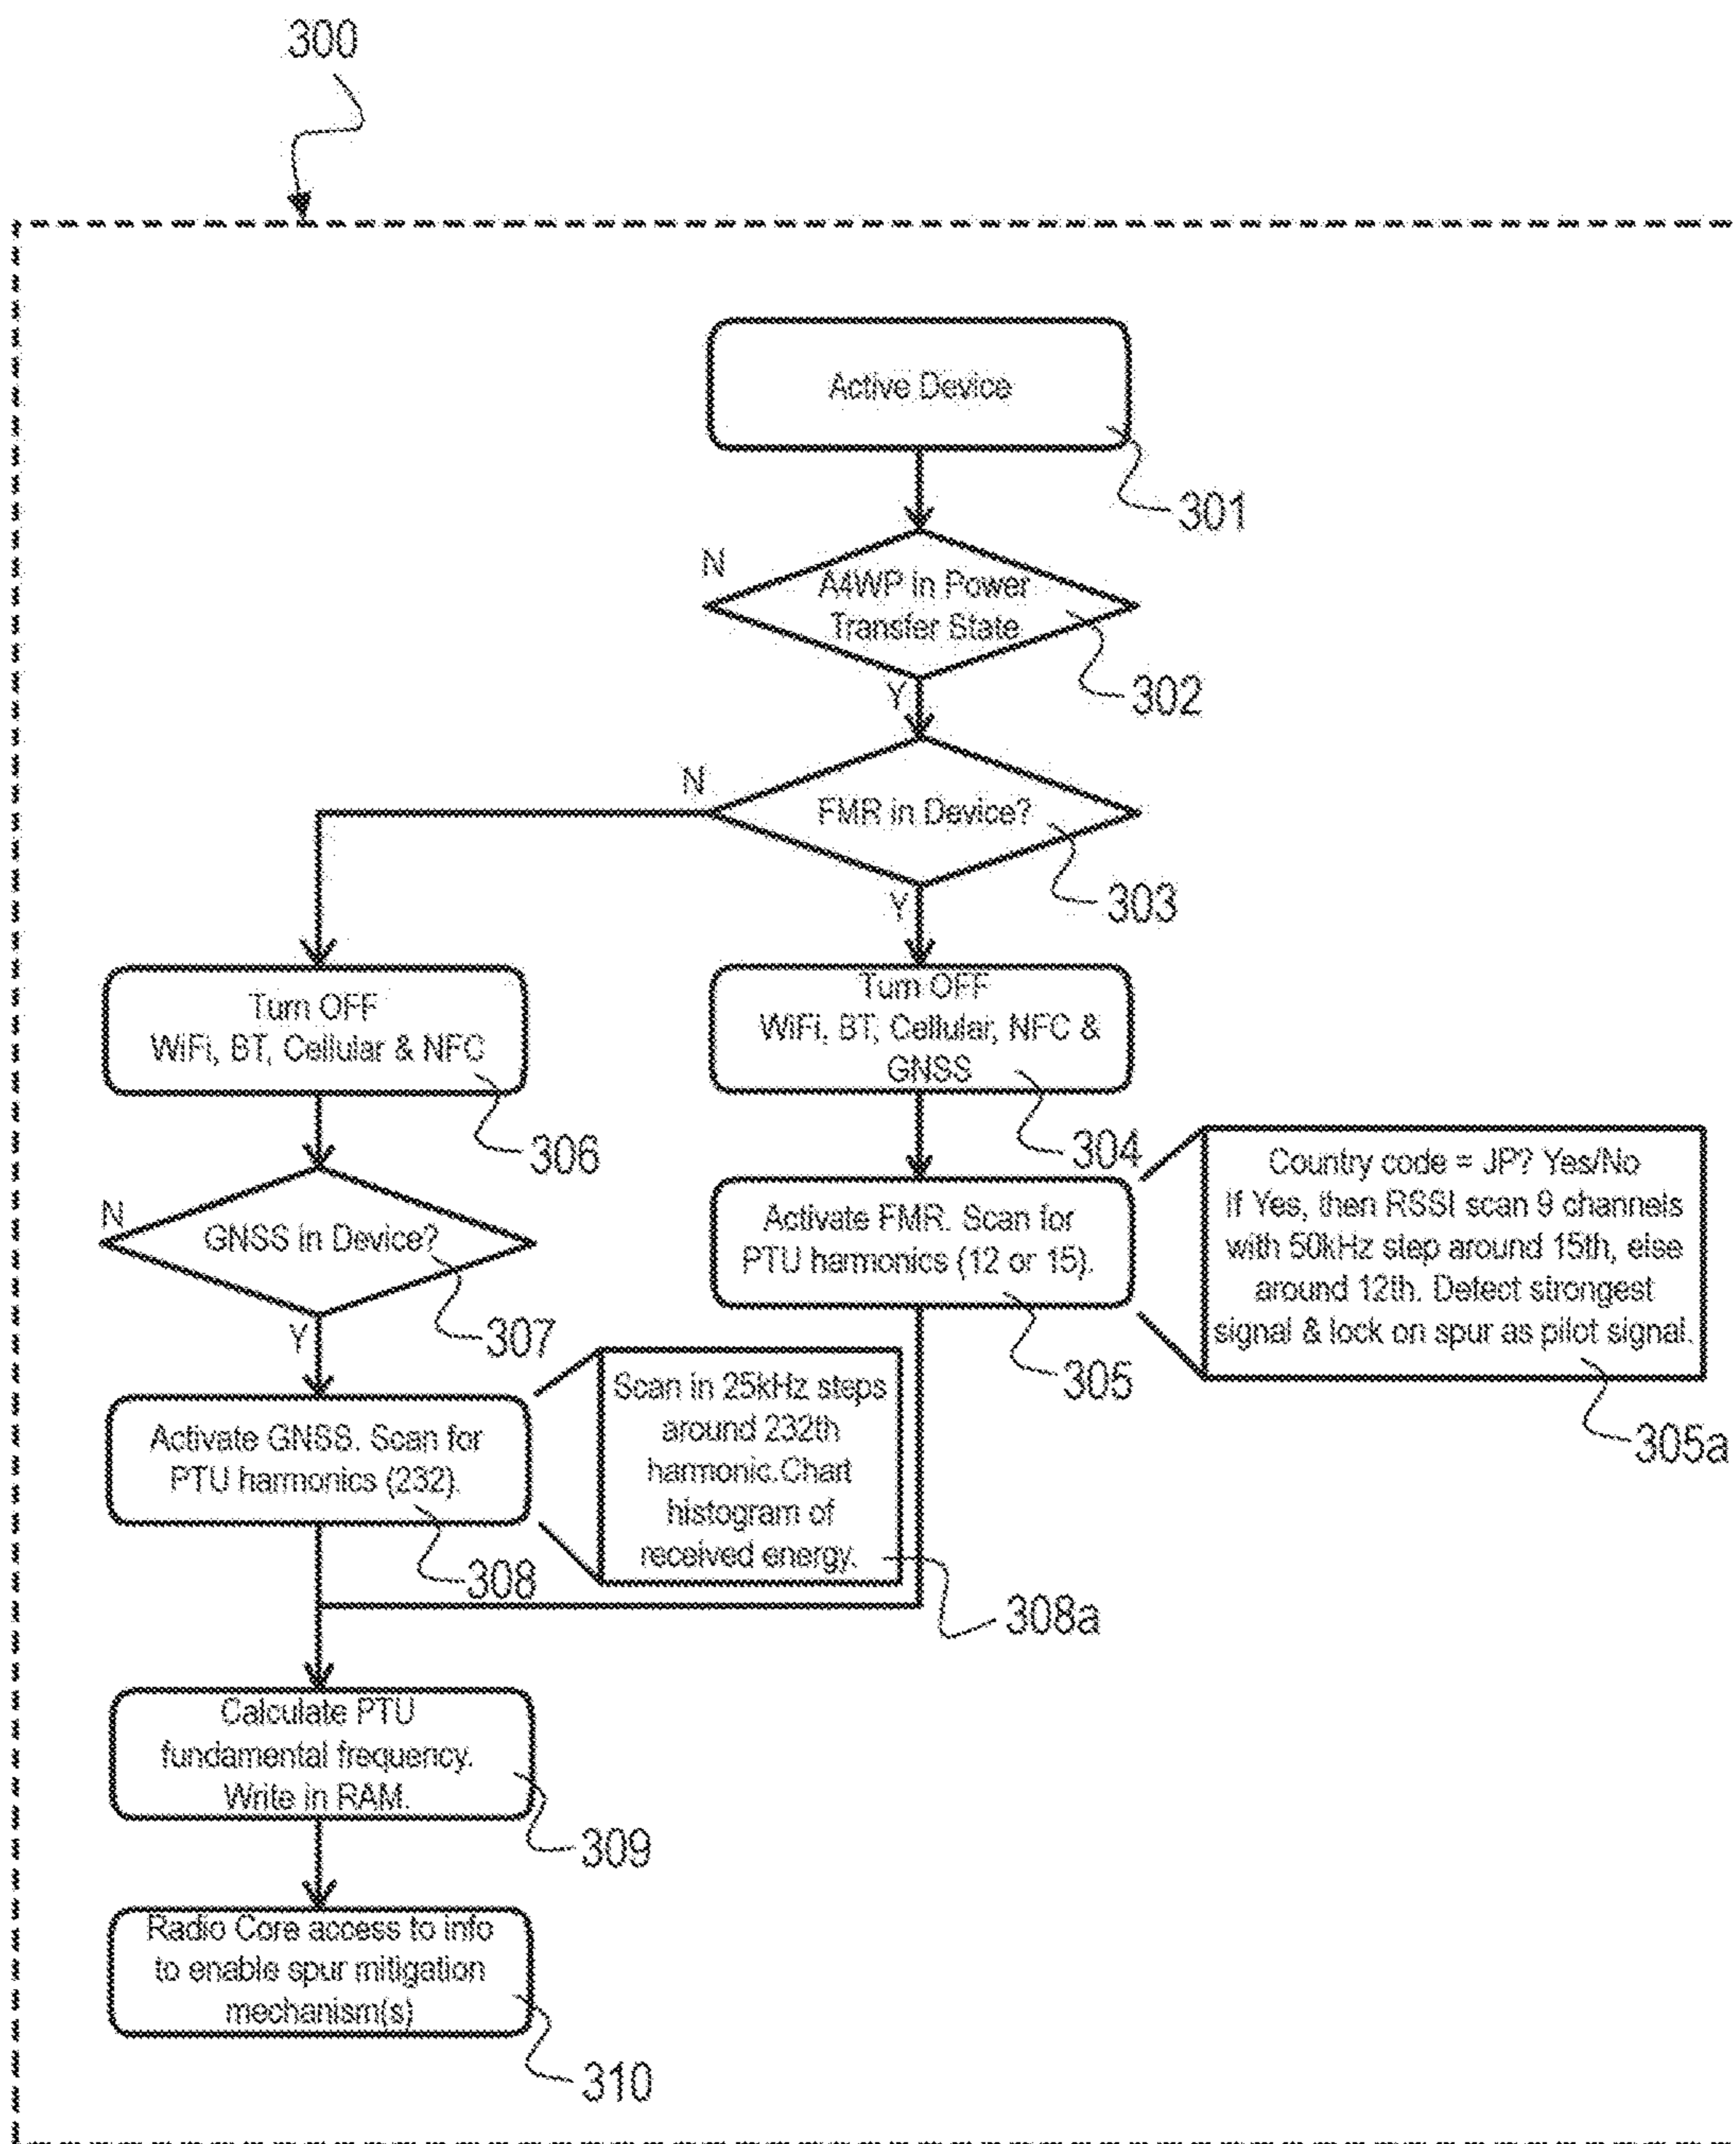 300
Active Device
301
N
A4WP in Power
Transfer State
302
Y
N
FMR in Device?
303
Y
Turn OFF
WiFi, BT, Cellular & NFC
306
Turn OFF
WiFi, BT, Cellular, NFC &
GNSS
304
N
GNSS in Device?
307
Y
Activate FMR. Scan for
PTU harmonics (12 or 15).
305
Country code = JP? Yes/No
If Yes, then RSSI scan 9 channels
with 50kHz step around 15th, else
around 12th. Detect strongest
signal & lock on spur as pilot signal.
305a
Activate GNSS. Scan for
PTU harmonics (232).
308
Scan in 25kHz steps
around 232th
harmonic.Chart
histogram of
received energy.
308a
Calculate PTU
fundamental frequency.
Write in RAM.
309
Radio Core access to info
to enable spur mitigation
mechanism(s)
310